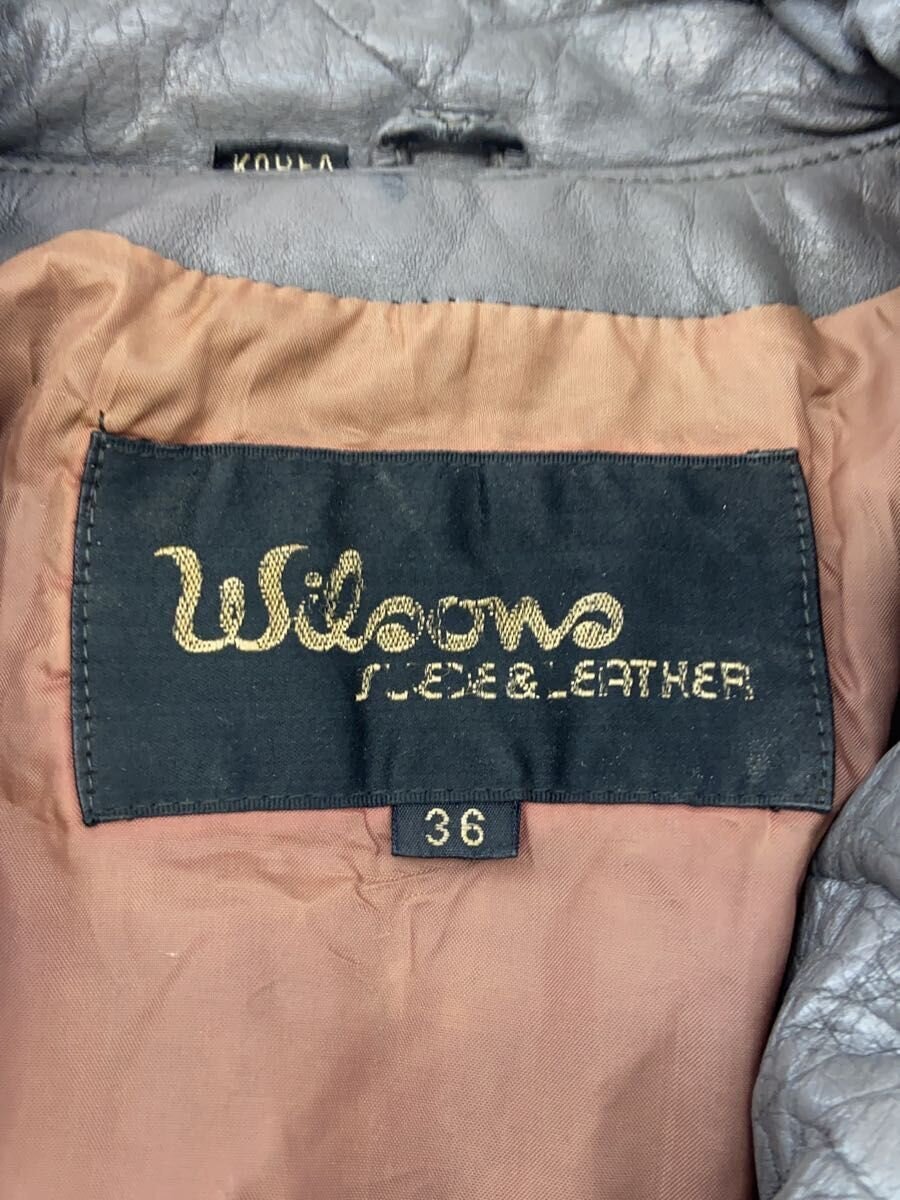 KOREA
Wilsons
SUEDE & LEATHER
36